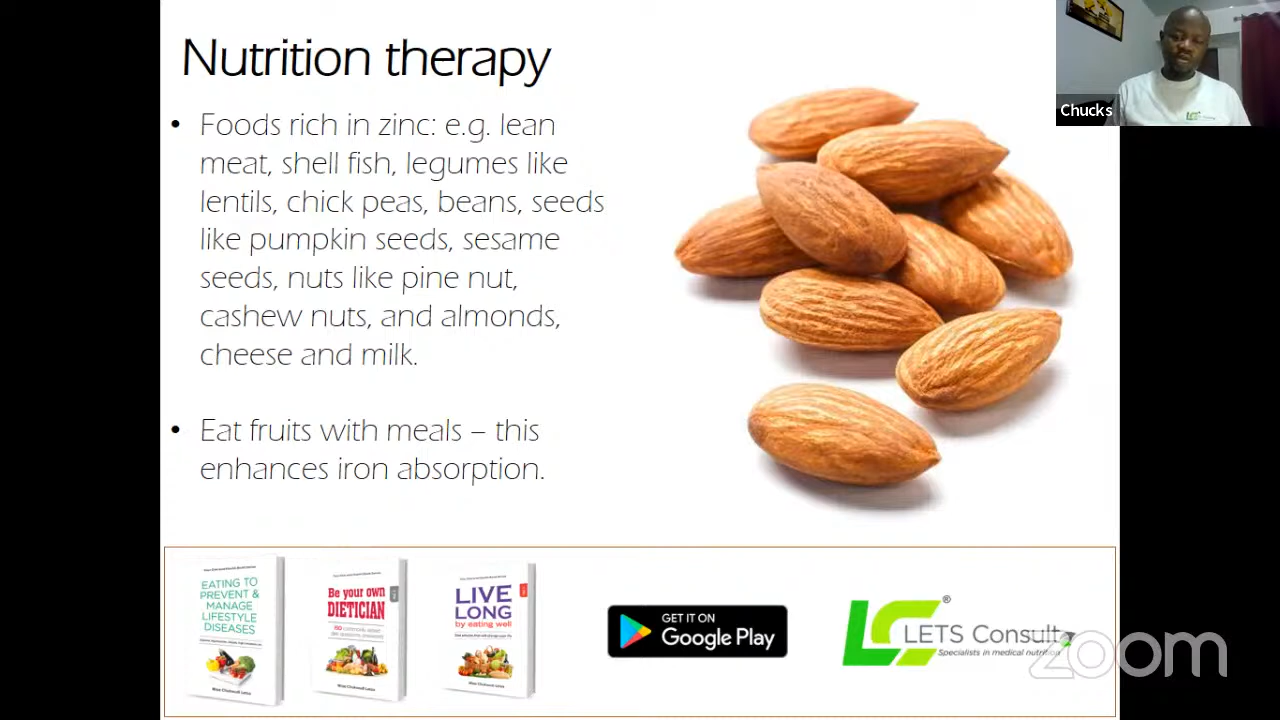 Nutrition therapy
• Foods rich in zinc: e.g. lean
meat, shell fish, legumes like
lentils, chick peas, beans, seeds
like pumpkin seeds, sesame
seeds, nuts like pine nut,
cashew nuts, and almonds,
cheese and milk.
• Eat fruits with meals – this
enhances iron absorption.
Chucks
EATING TO
PREVENT &
MANAGE
LIFESTYLE
DISEASES
Be your own
DIETICIAN
LIVE
LONG
by eating well
GET IT ON
Google Play
LC®
LETS Consult
Specialists in medical nutrition
zoom